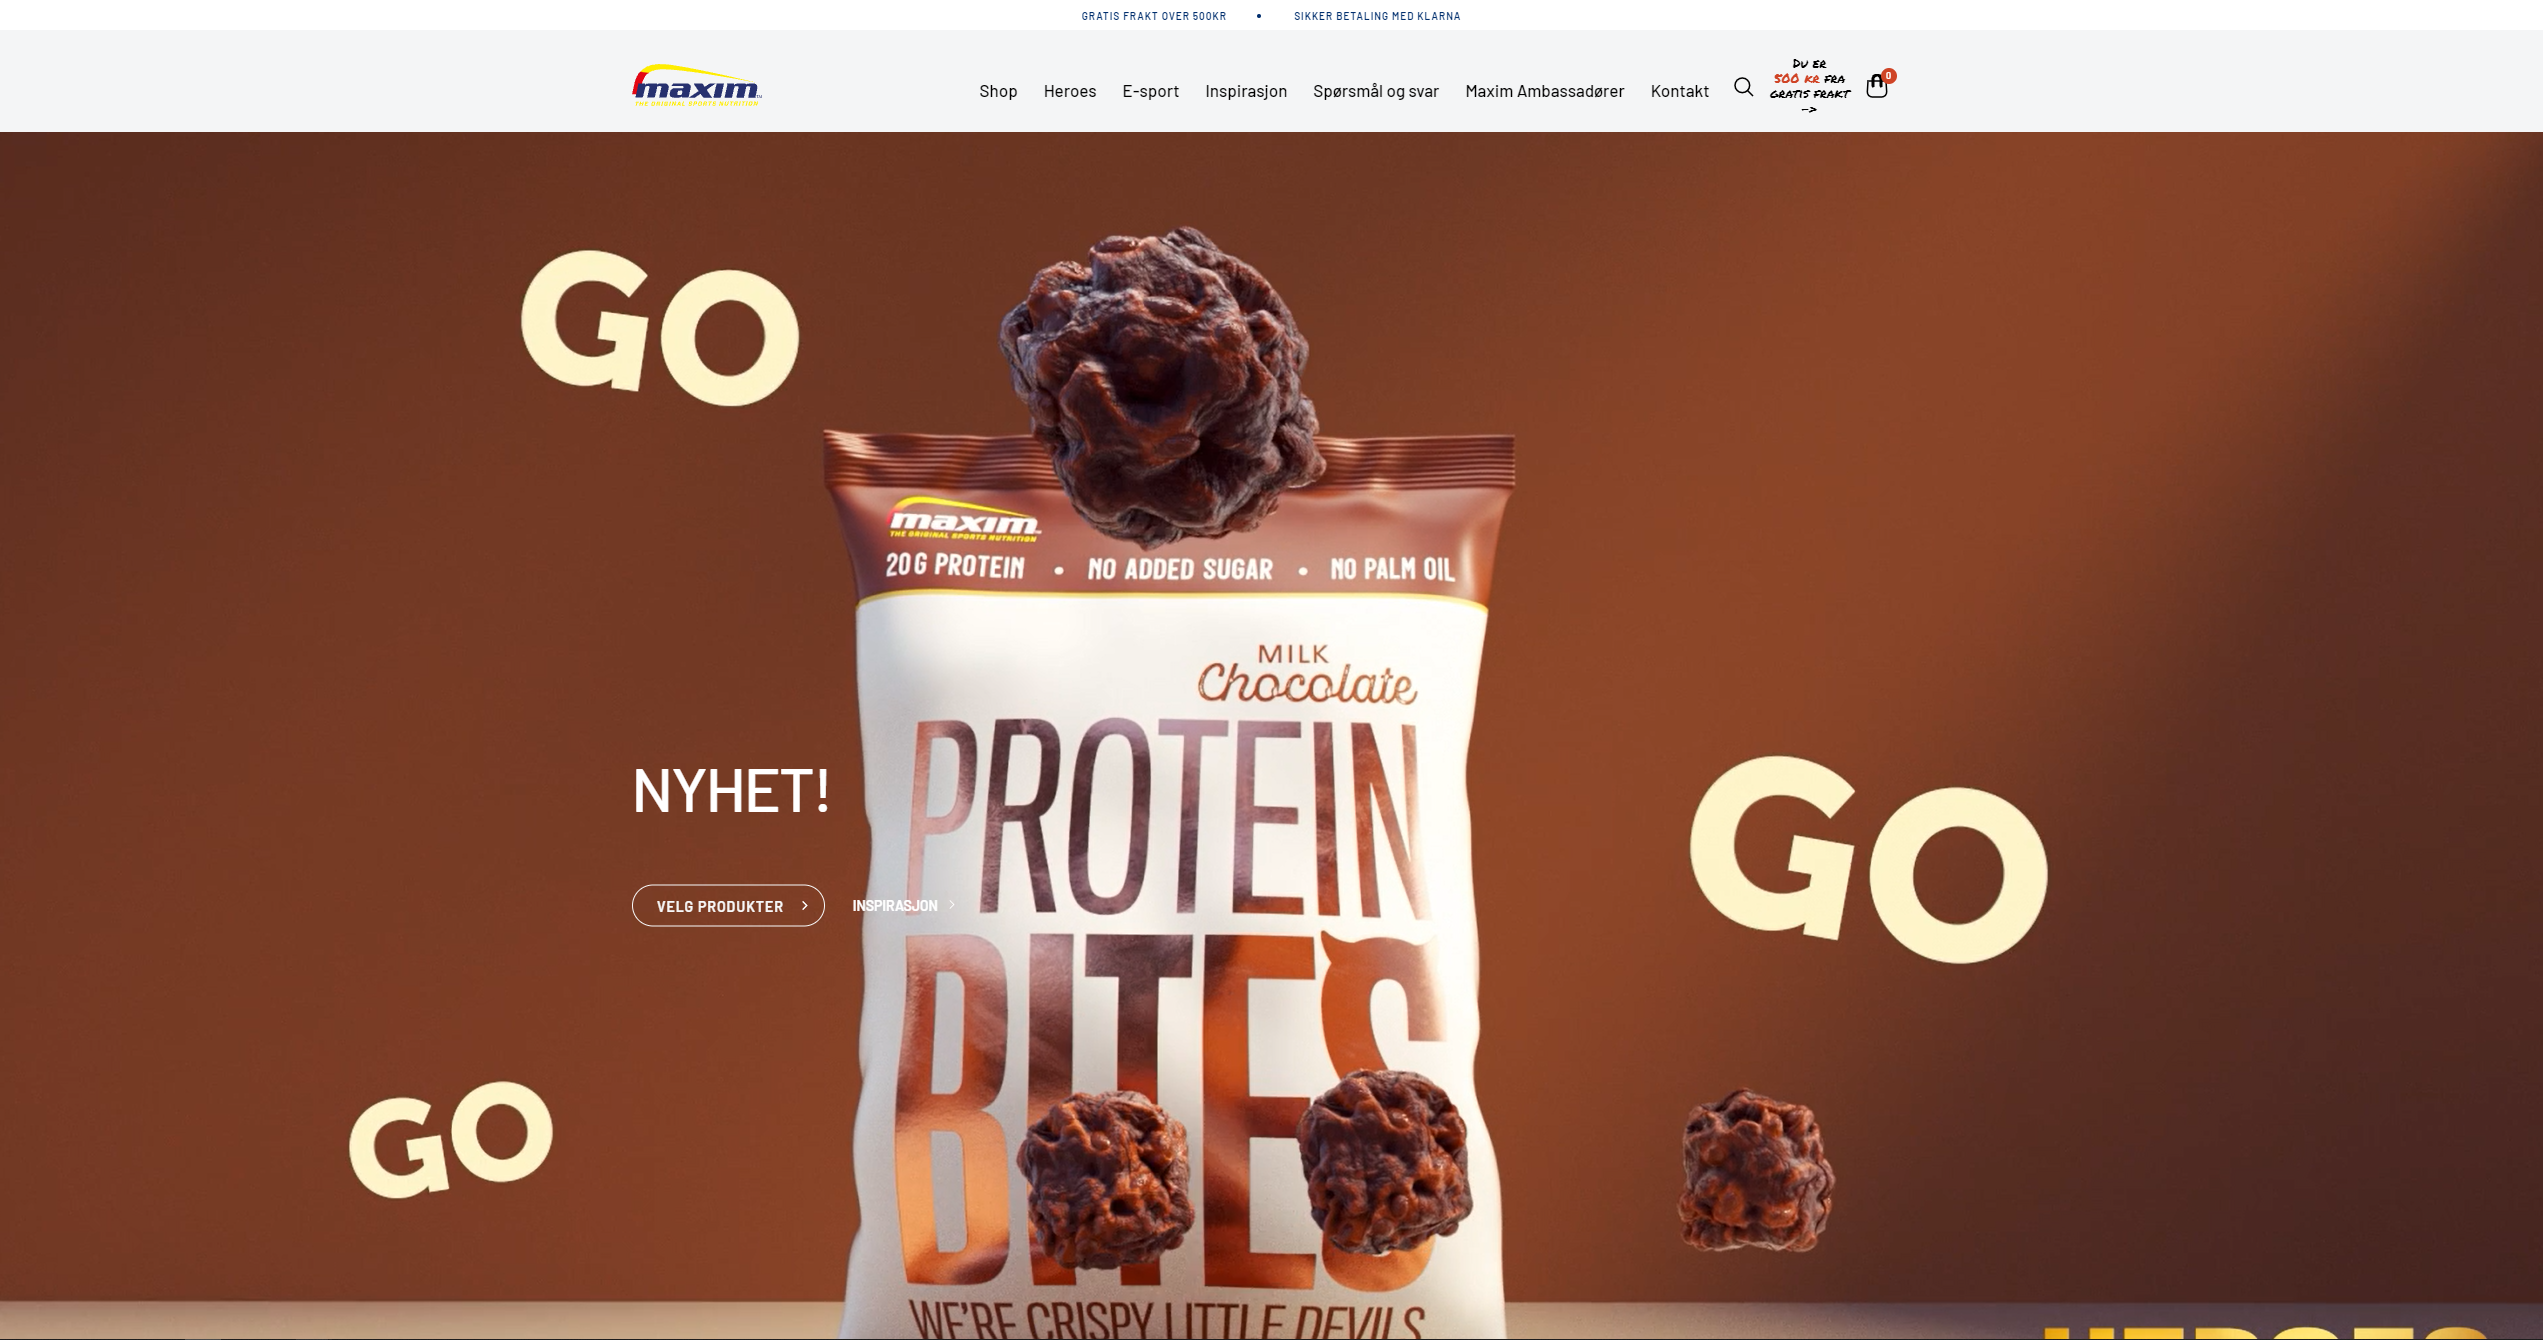 GRATIS FRAKT OVER 500KR • SIKKER BETALING MED KLARNA
maxim
THE ORIGINAL SPORTS NUTRITION
Shop Heroes E-sport Inspirasjon Spørsmål og svar Maxim Ambassadører Kontakt
DU ER
500 KR FRA
GRATIS FRAKT
-->
0
GO
maxim
THE ORIGINAL SPORTS NUTRITION
20G PROTEIN • NO ADDED SUGAR • NO PALM OIL
MILK
Chocolate
PROTEIN
NYHET!
GO
VELG PRODUKTER >
INSPIRASJON >
BITES
GO
WE'RE CRISPY LITTLE DEVILS
HEROES